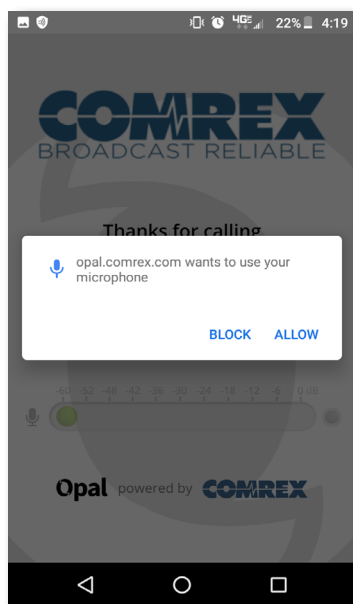 4GE 22% 4:19
COMREX
BROADCAST RELIABLE
Thanks for calling
opal.comrex.com wants to use your
microphone
BLOCK ALLOW
-60 -52 -48 -42 -36 -30 -24 -18 -12 -6 0 dB
Opal powered by COMREX